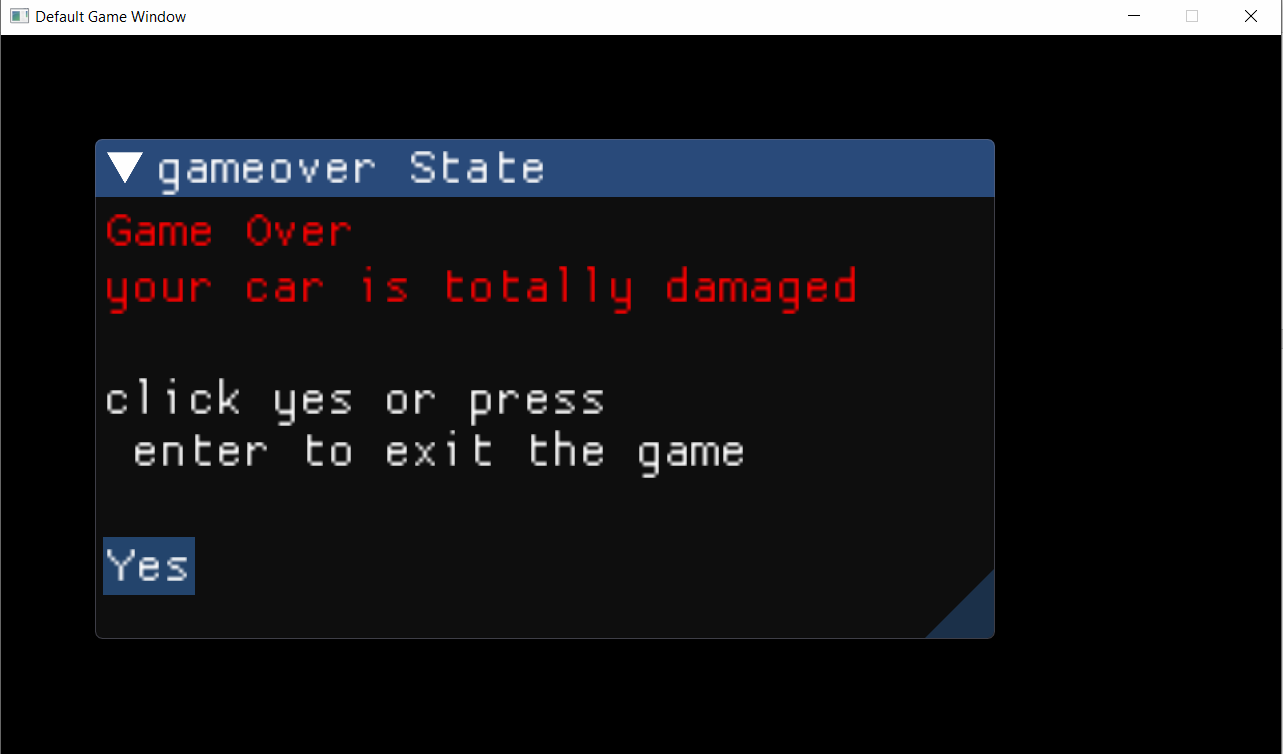 Default Game Window
gameover State
Game Over
your car is totally damaged
click yes or press
enter to exit the game
Yes